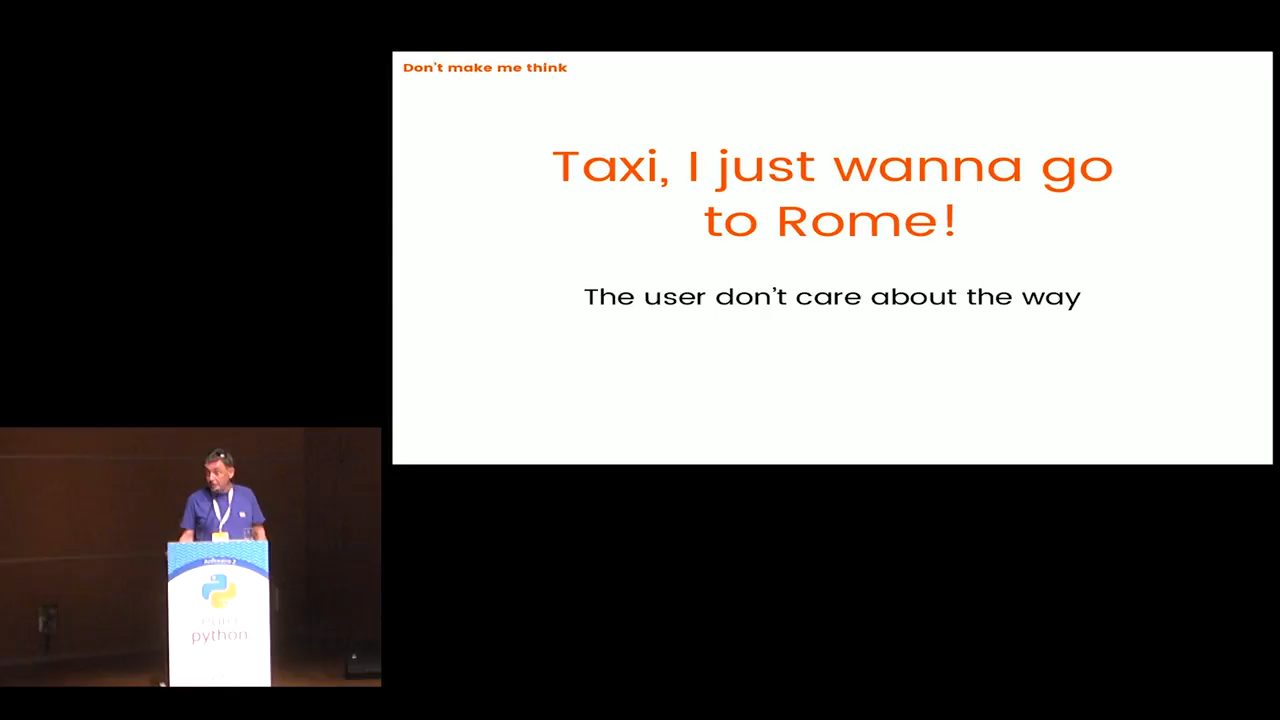 Don't make me think
Taxi, I just wanna go
to Rome!
The user don't care about the way
python